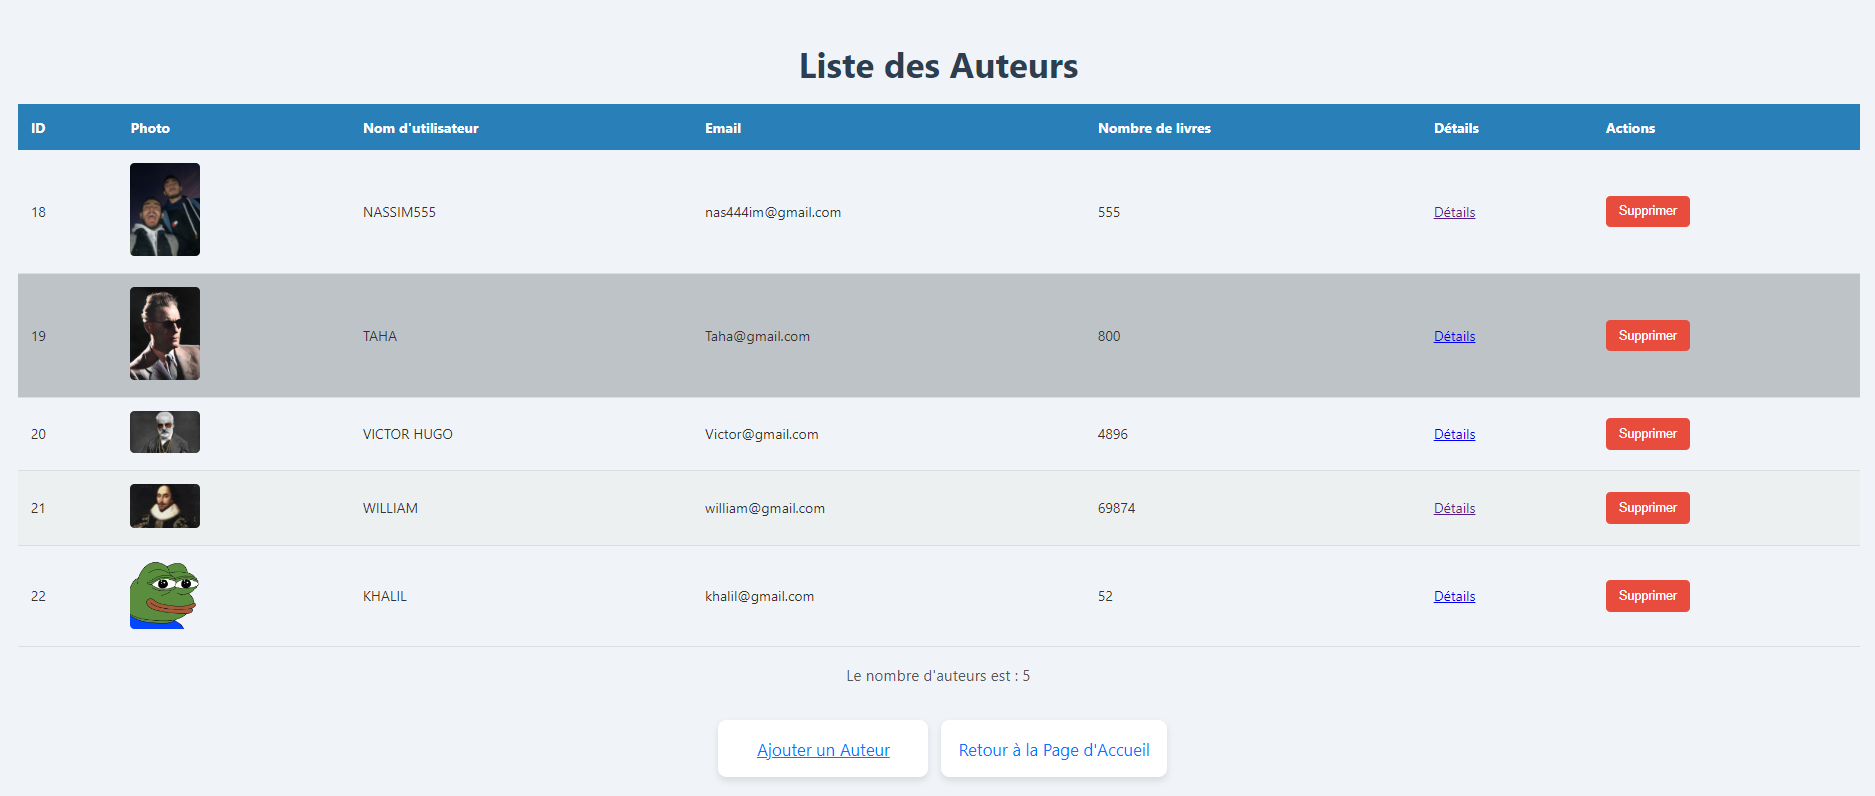 Liste des Auteurs
ID Photo Nom d'utilisateur Email Nombre de livres Détails Actions
18 NASSIM555 nas444im@gmail.com 555 Détails Supprimer
19 TAHA Taha@gmail.com 800 Détails Supprimer
20 VICTOR HUGO Victor@gmail.com 4896 Détails Supprimer
21 WILLIAM william@gmail.com 69874 Détails Supprimer
22 KHALIL khalil@gmail.com 52 Détails Supprimer
Le nombre d'auteurs est : 5
Ajouter un Auteur Retour à la Page d'Accueil